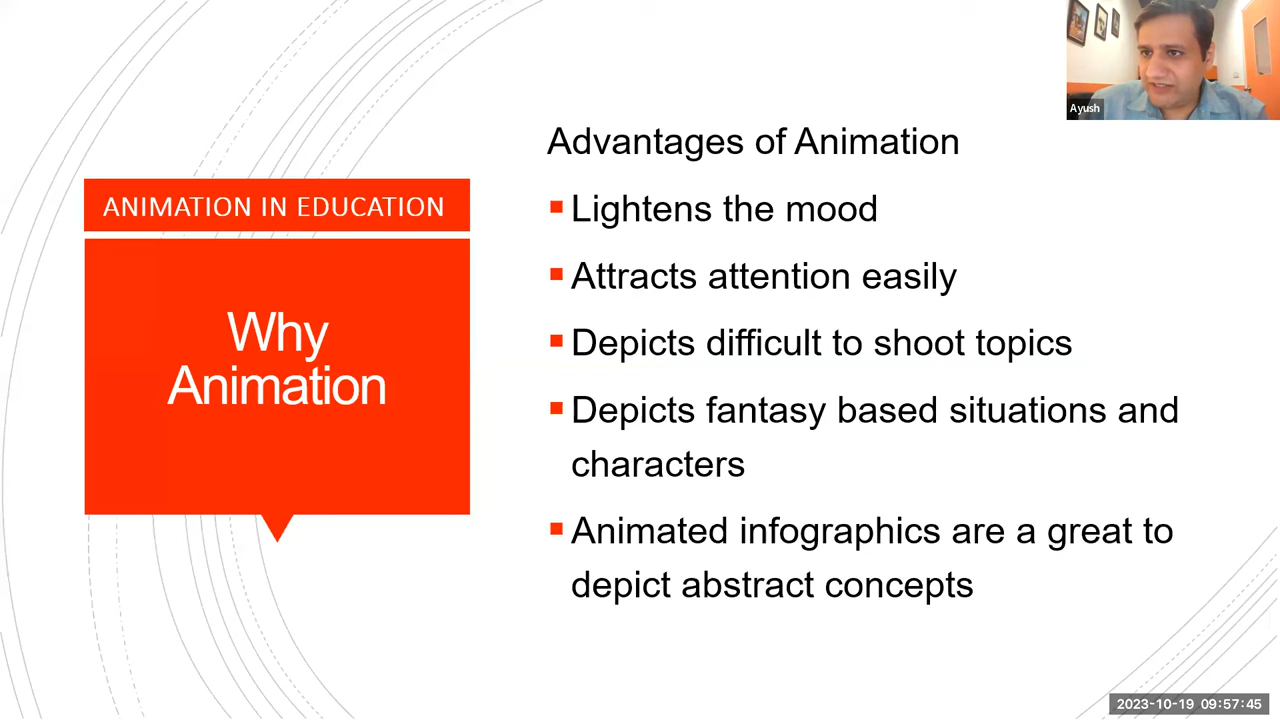 Ayush
ANIMATION IN EDUCATION
Why
Animation
Advantages of Animation
Lightens the mood
Attracts attention easily
Depicts difficult to shoot topics
Depicts fantasy based situations and
characters
Animated infographics are a great to
depict abstract concepts
2023-10-19 09:57:45